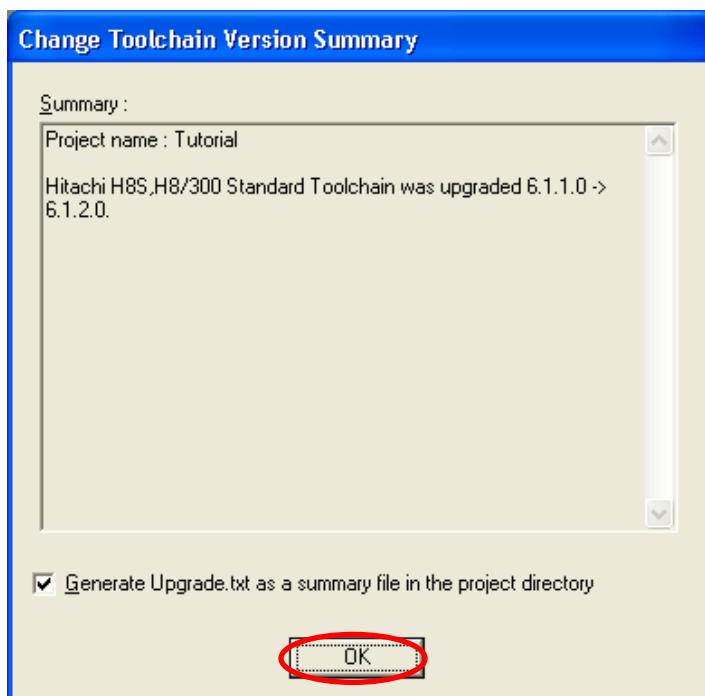 Change Toolchain Version Summary
Summary :
Project name : Tutorial
Hitachi H8S,H8/300 Standard Toolchain was upgraded 6.1.1.0 ->
6.1.2.0.
Generate Upgrade.txt as a summary file in the project directory
OK